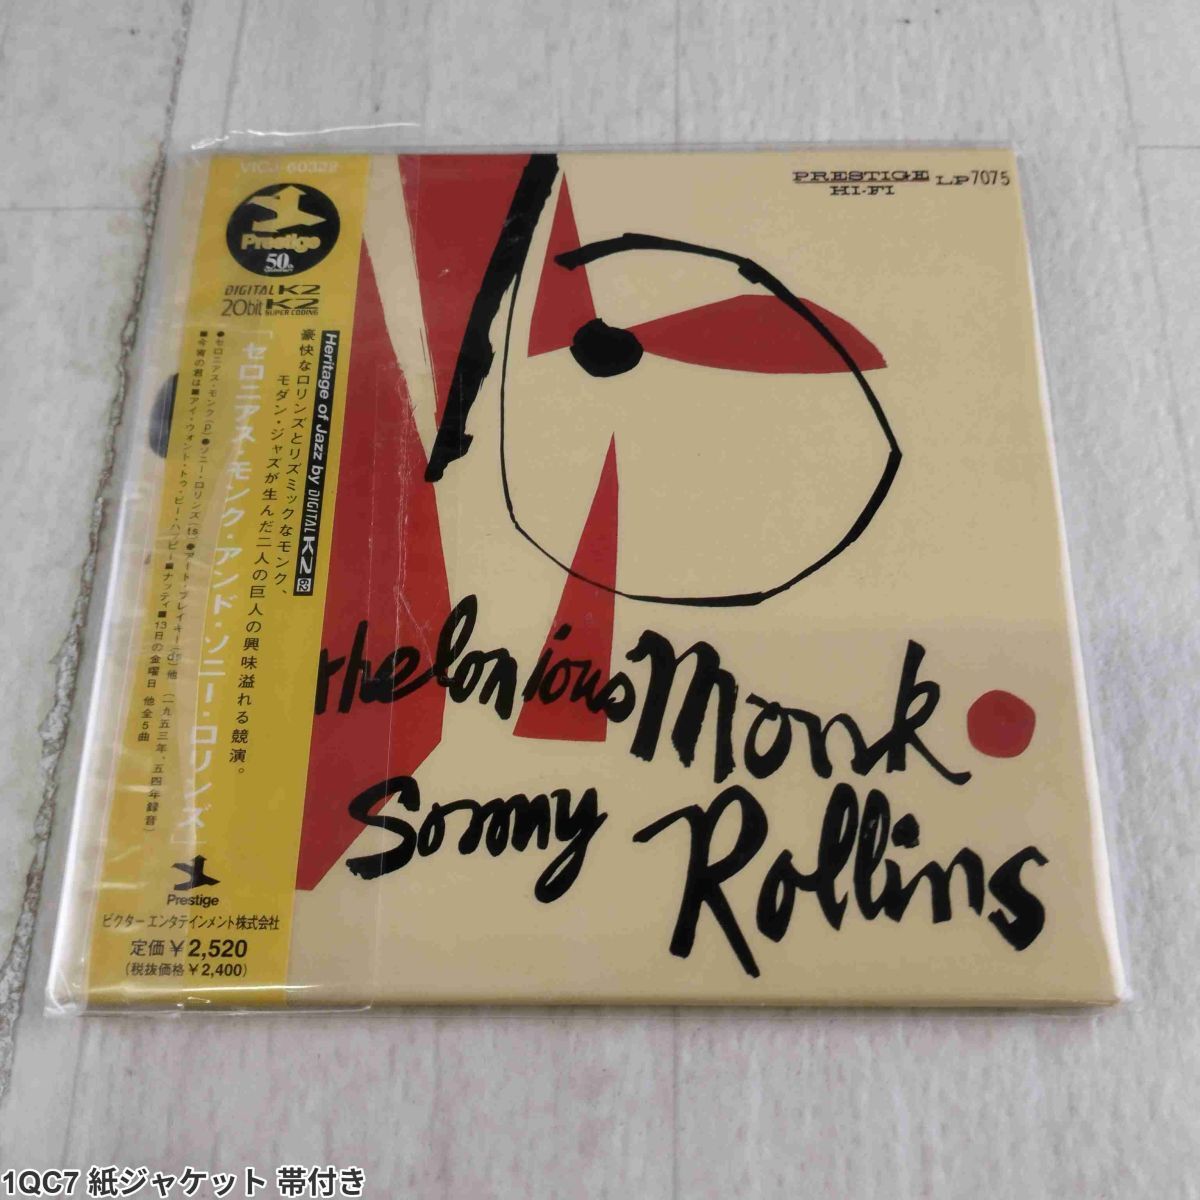 VICJ-60329
Prestige
50th
DIGITAL K2
20bit K2
SUPER CODING
Heritage of Jazz by DIGITAL K2
豪快なロリンズとリズミックなモンク、
モダン・ジャズが生んだ二人の巨人の興味溢れる競演。
「セロニアス・モンク・アンド・ソニー・ロリンズ」
●セロニアス・モンク(p)●ソニー・ロリンズ(ts)●アート・ブレイキー(ds)他 (一九五三年、五四年録音)
■今宵の君は■アイ・ウォント・トゥ・ビー・ハッピー■ナッティ■13日の金曜日 他全5曲
Prestige
ビクター エンタテインメント株式会社
定価¥2,520
(税抜価格¥2,400)
PRESTIGE LP7075
HI-FI
thelonious Monk
Sonny Rollins
1QC7 紙ジャケット 帯付き